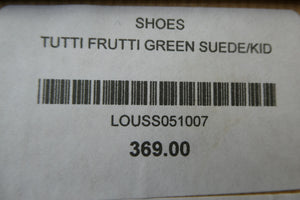 SHOES
TUTTI FRUTTI GREEN SUEDE/KID
LOUSS051007
369.00